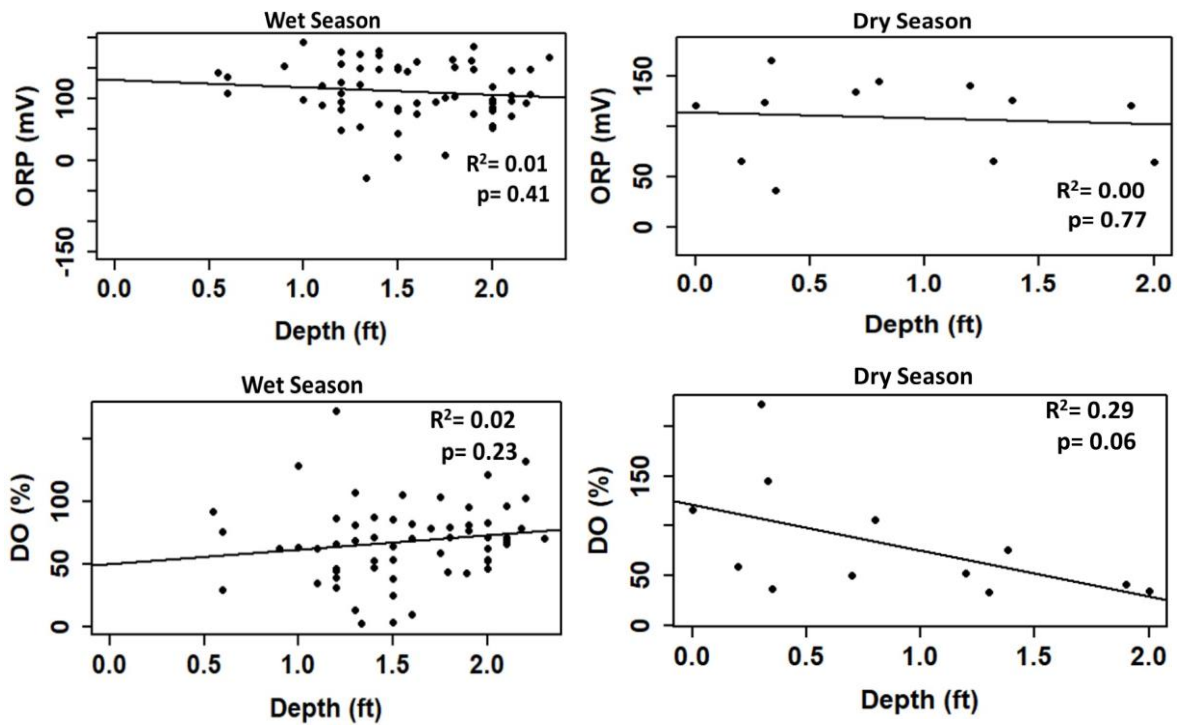 Wet Season
ORP (mV)
100
0
-150
R²= 0.01
p= 0.41
0.0 0.5 1.0 1.5 2.0
Depth (ft)
Dry Season
ORP (mV)
150
50
0
R²= 0.00
p= 0.77
0.0 0.5 1.0 1.5 2.0
Depth (ft)
Wet Season
DO (%)
100
50
0
R²= 0.02
p= 0.23
0.0 0.5 1.0 1.5 2.0
Depth (ft)
Dry Season
DO (%)
150
50
0
R²= 0.29
p= 0.06
0.0 0.5 1.0 1.5 2.0
Depth (ft)